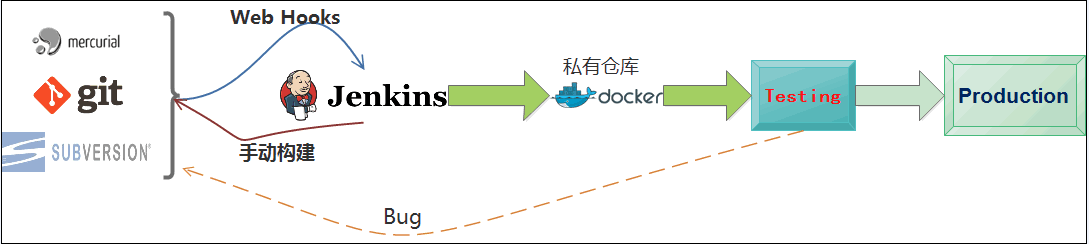 Web Hooks
mercurial
git
SUBVERSION®
Jenkins
手动构建
私有仓库
docker
Testing
Production
Bug